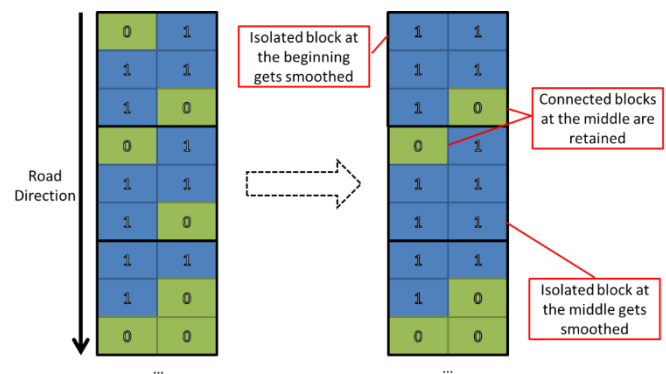 0 1
1 1
1 0
0 1
1 1
1 0
1 1
1 0
0 0
...
Road
Direction
1 1
1 1
1 0
0 1
1 1
1 1
1 1
1 0
0 0
...
Isolated block at
the beginning
gets smoothed
Connected blocks
at the middle are
retained
Isolated block at
the middle gets
smoothed